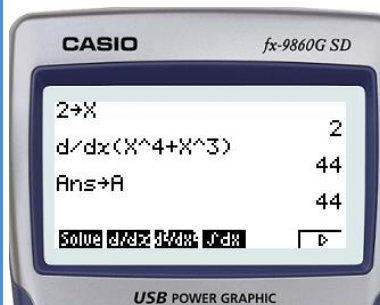 CASIO fx-9860G SD
2→X
2
d/dx(X^4+X^3)
44
Ans→A
44
Solve d/dx d²/dx² ∫dx ▷
USB POWER GRAPHIC